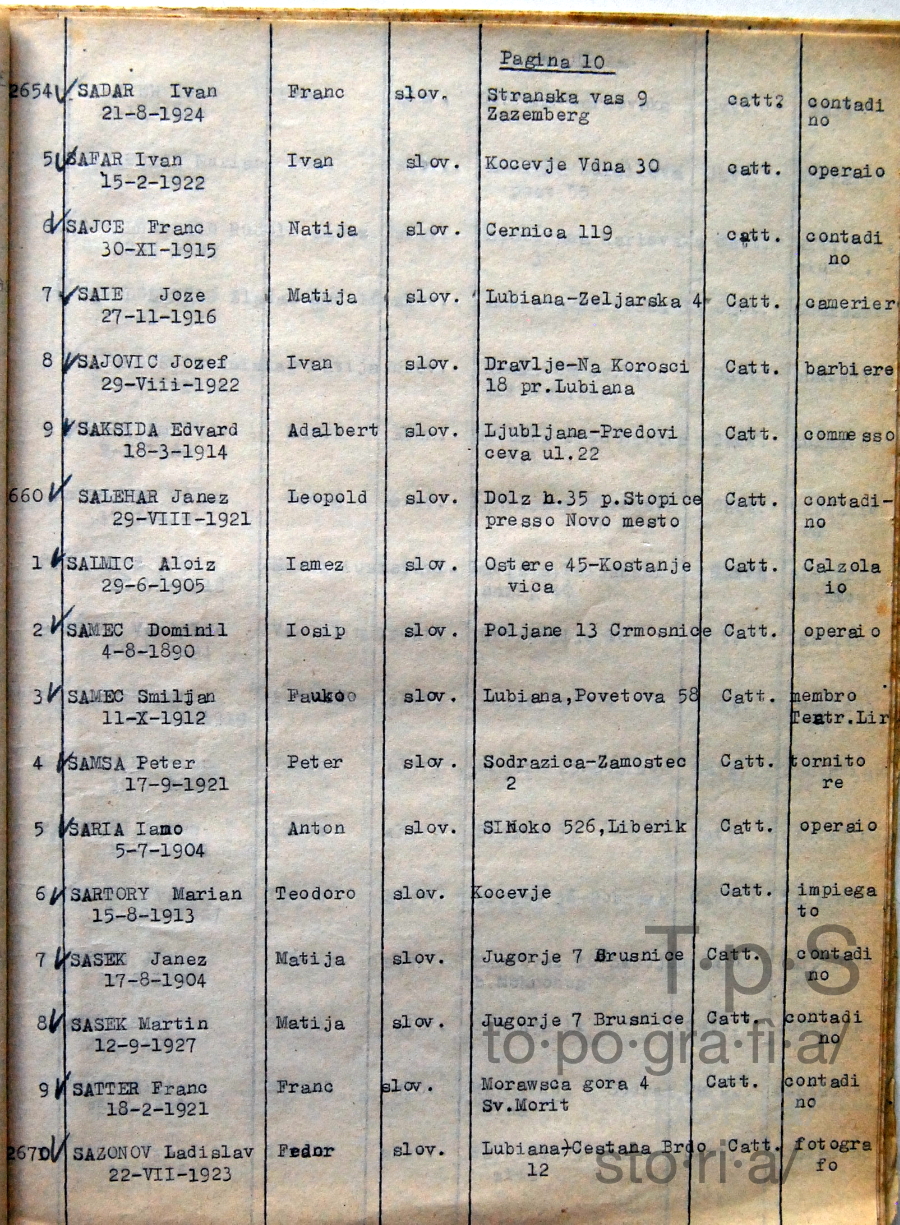 Pagina 10
2654 SADAR Ivan Franc slov. Stranska vas 9 catt? contadi
21-8-1924 Zazemberg no
5 SAFAR Ivan Ivan slov. Kocevje Vdna 30 catt. operaio
15-2-1922
6 SAJCE Franc Natija slov. Cernica 119 catt. contadi
30-XI-1915 no
7 SAIE Joze Matija slov. Lubiana-Zeljarska 4 Catt. camerier
27-11-1916
8 SAJOVIC Jozef Ivan slov. Dravlje-Na Korosci Catt. barbiere
29-Viii-1922 18 pr.Lubiana
9 SAKSIDA Edvard Adalbert slov. Ljubljana-Predovi Catt. commesso
18-3-1914 ceva ul.22
660 SALEHAR Janez Leopold slov. Dolz h.35 p.Stopice Catt. contadi-
29-VIII-1921 presso Novo mesto no
1 SALMIC Aloiz Iamez slov. Ostere 45-Kostanje Catt. Calzola
29-6-1905 vica io
2 SAMEC Dominil Iosip slov. Poljane 13 Crmosnice Catt. operaio
4-8-1890
3 SAMEC Smiljan slov. Lubiana,Povetova 58 Catt. membro
11-X-1912 Teatr.Lir
4 SAMSA Peter Peter slov. Sodrazica-Zamostec Catt. tornito
17-9-1921 2 re
5 SARIA Iamo Anton slov. 526,Liberik Catt. operaio
5-7-1904
6 SARTORY Marian Teodoro slov. Kocevje Catt. impiega
15-8-1913 to
7 SASEK Janez Matija slov. Jugorje 7 Brusnice Catt. contadi
17-8-1904 no
8 SASEK Martin Matija slov. Jugorje 7 Brusnice Catt. contadi
12-9-1927 no
9 SATTER Franc Franc slov. Morawsca gora 4 Catt. contadi
18-2-1921 Sv.Morit no
2670 SAZONOV Ladislav Fedor slov. Lubiana-Cestana Brdo Catt. fotogra
22-VII-1923 12 fo
T·p·S
to·po·gra·fi·a/
sto·ri·a/